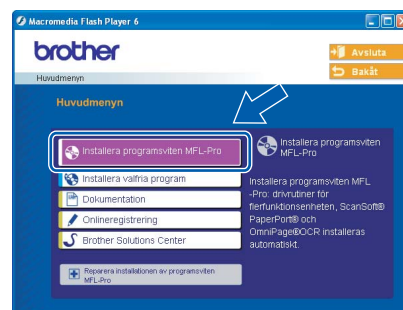 Macromedia Flash Player 6
brother
Avsluta
Bakåt
Huvudmenyn
Huvudmenyn
Installera programsviten MFL-Pro
Installera valfria program
Dokumentation
Onlineregistrering
Brother Solutions Center
Reparera installationen av programsviten
MFL-Pro
Installera programsviten
MFL-Pro
Installera programsviten MFL
-Pro: drivrutiner för
flerfunktionsenheten, ScanSoft®
PaperPort® och
OmniPage®OCR installeras
automatiskt.